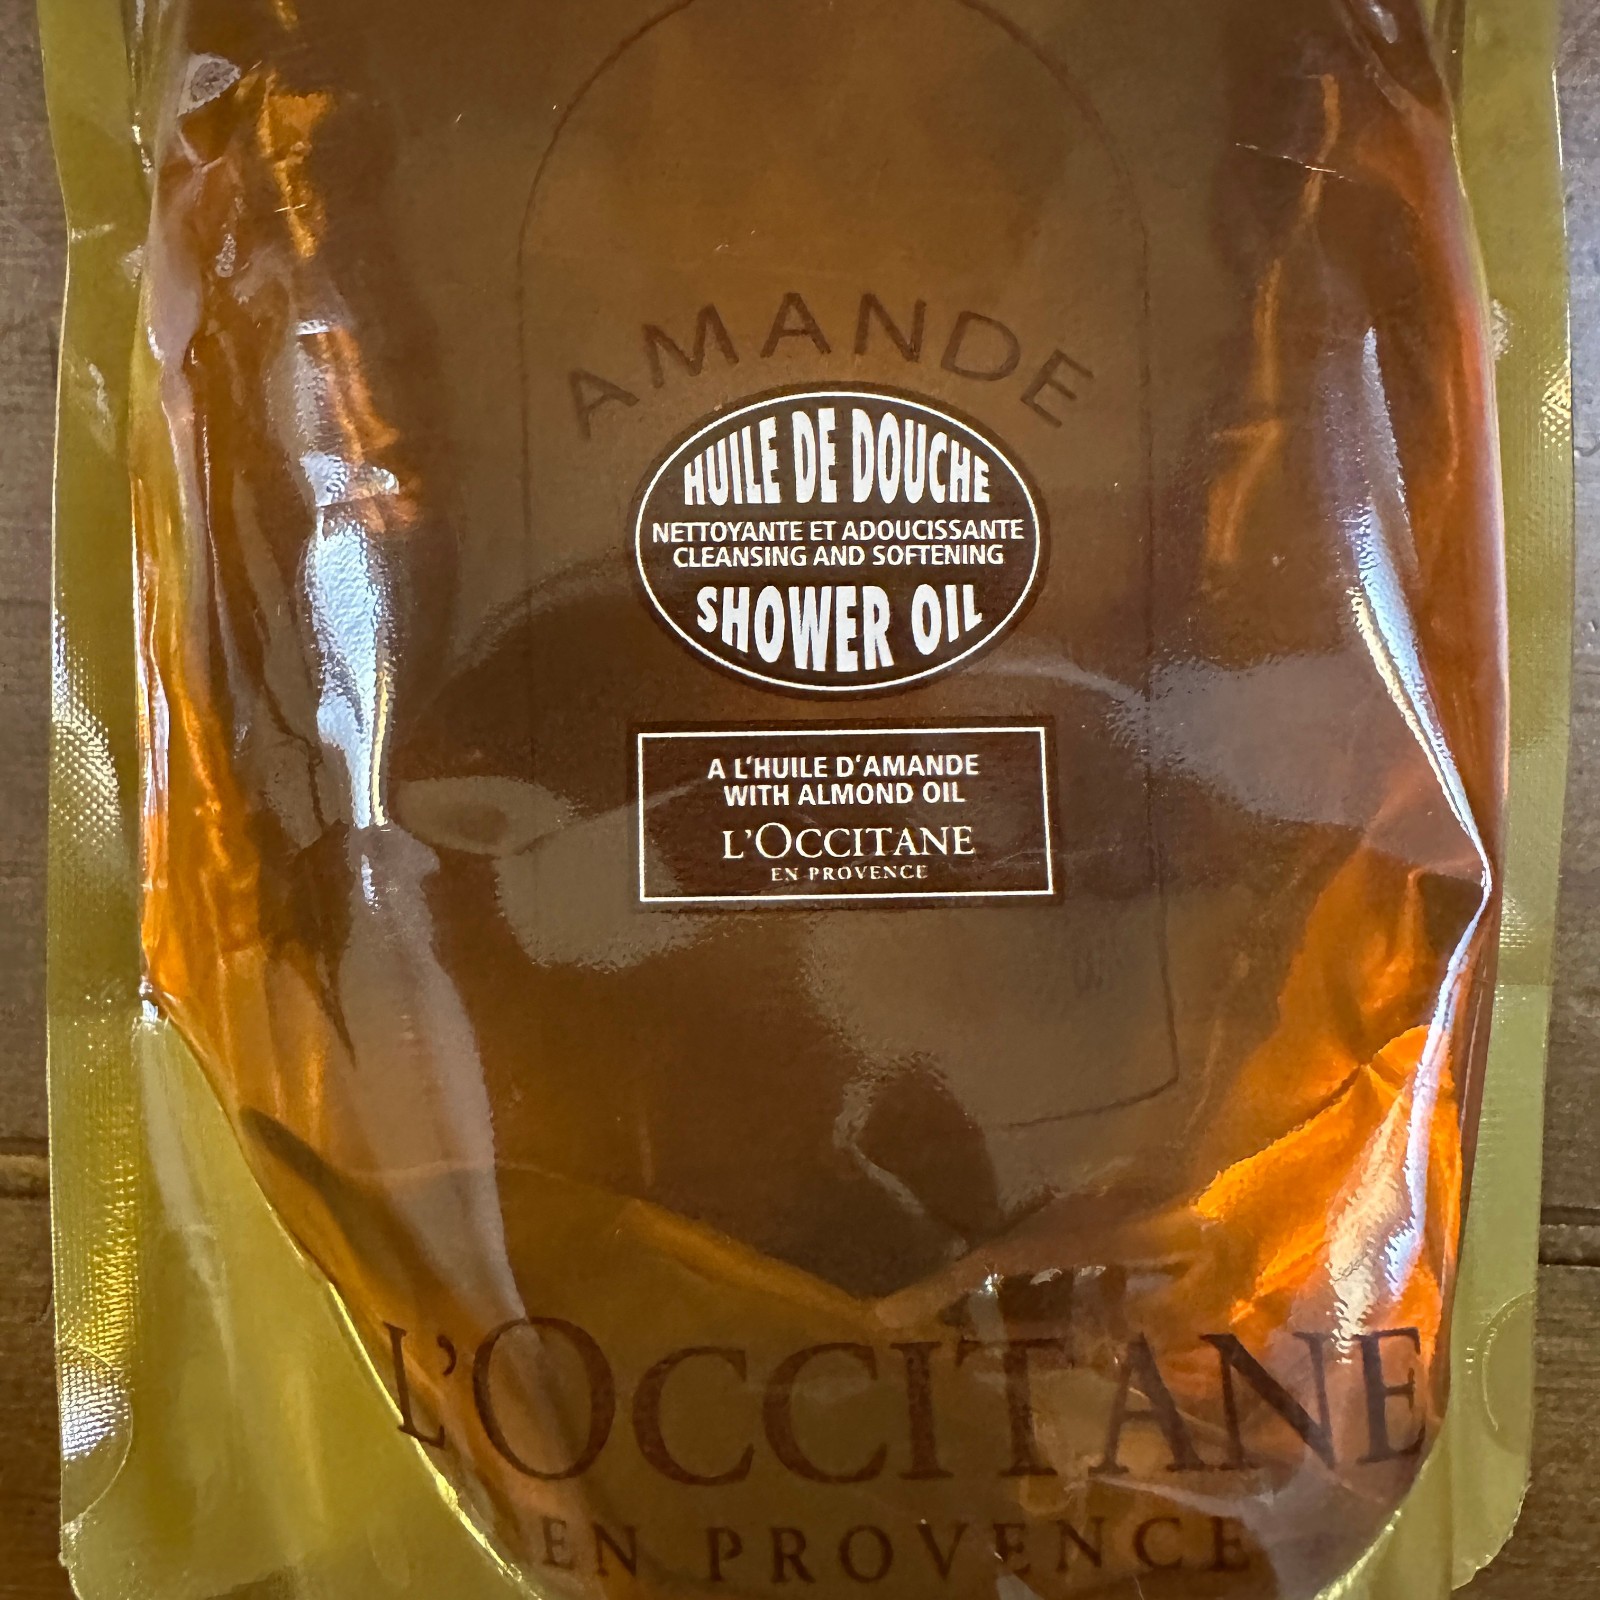 AMANDE
HUILE DE DOUCHE
NETTOYANTE ET ADOUCISSANTE
CLEANSING AND SOFTENING
SHOWER OIL
A L'HUILE D'AMANDE
WITH ALMOND OIL
L'OCCITANE
EN PROVENCE
L'OCCITANE
EN PROVENCE